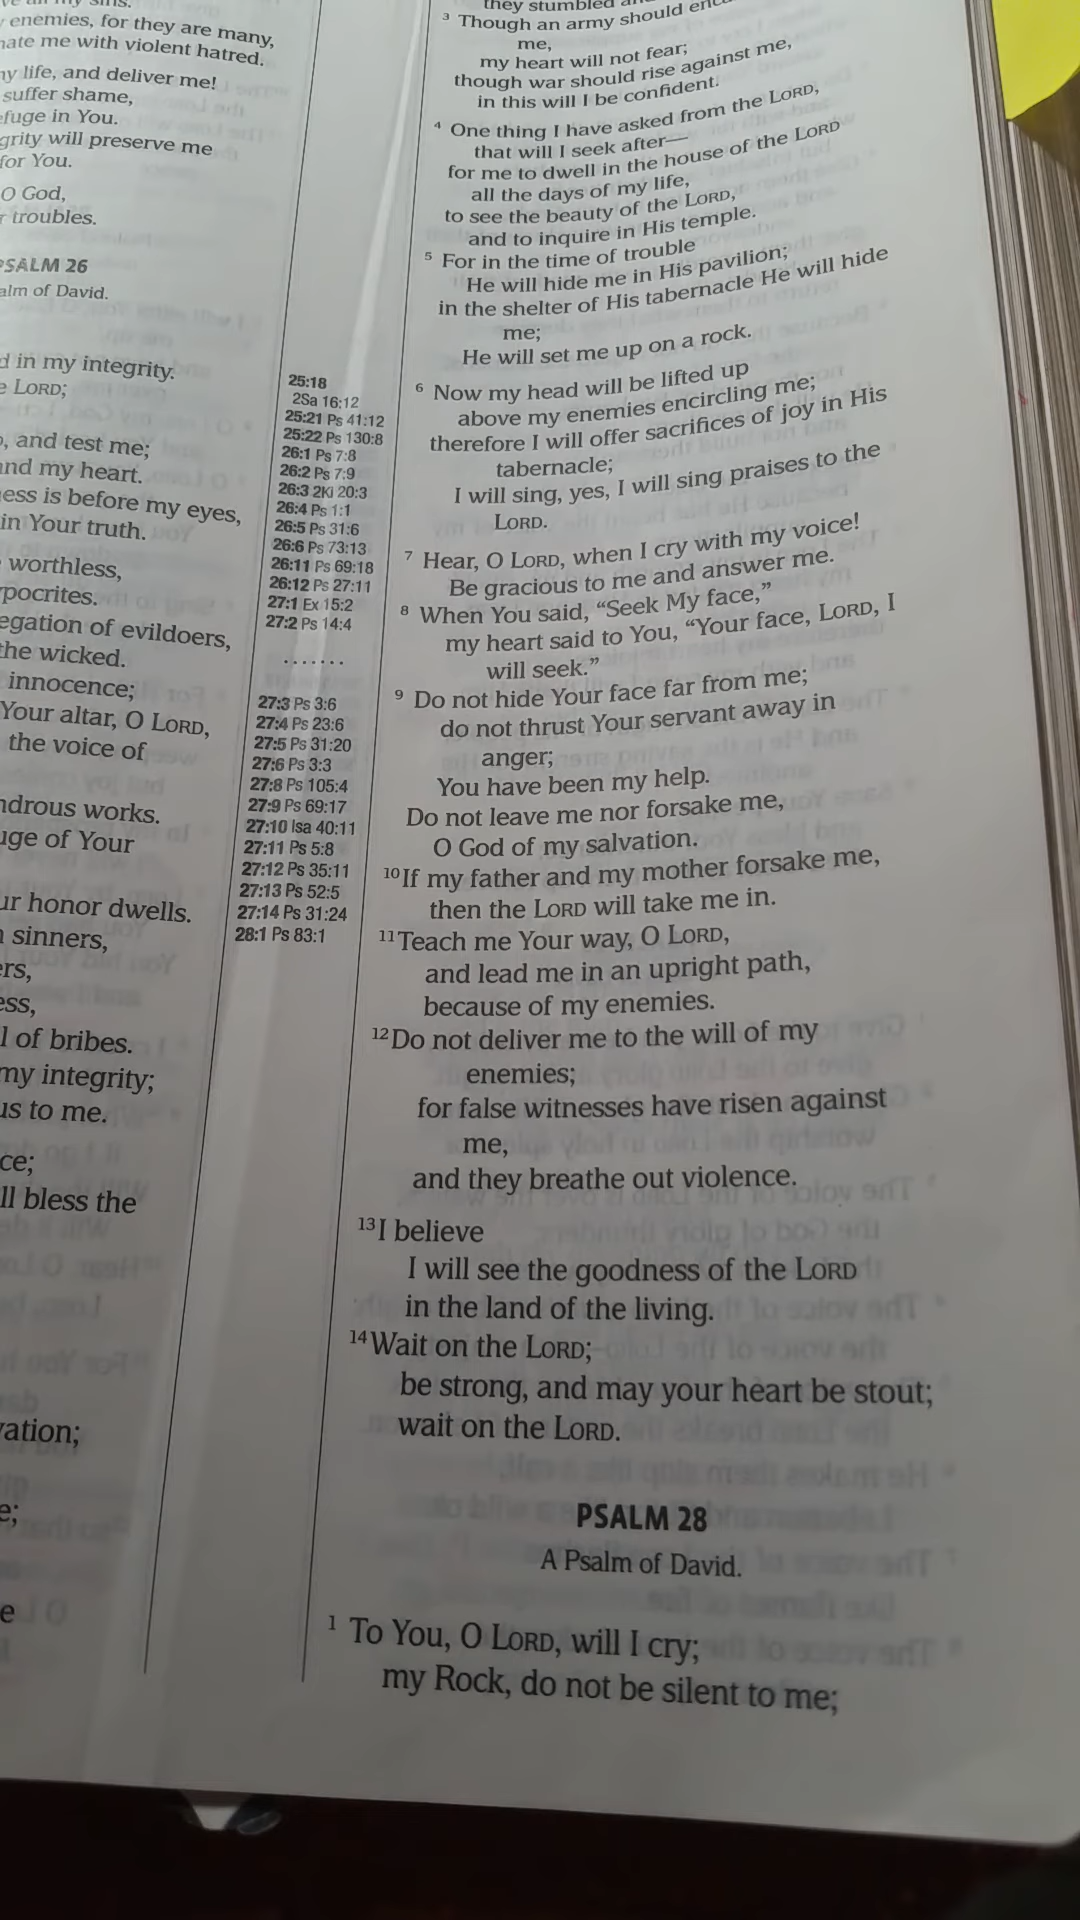 enemies, for they are many,
hate me with violent hatred.
my life, and deliver me!
suffer shame,
refuge in You.
grity will preserve me
for You.
O God,
troubles.
PSALM 26
alm of David.
d in my integrity.
LORD;
and test me;
and my heart.
ess is before my eyes,
in Your truth.
worthless,
pocrites.
egation of evildoers,
the wicked.
innocence;
Your altar, O LORD,
the voice of
ndrous works.
uge of Your
ur honor dwells.
sinners,
ers,
ess,
l of bribes.
my integrity;
us to me.
ce;
ll bless the
vation;
e;
e
25:18
2Sa 16:12
25:21 Ps 41:12
25:22 Ps 130:8
26:1 Ps 7:8
26:2 Ps 7:9
26:3 2Ki 20:3
26:4 Ps 1:1
26:5 Ps 31:6
26:6 Ps 73:13
26:11 Ps 69:18
26:12 Ps 27:11
27:1 Ex 15:2
27:2 Ps 14:4
.......
27:3 Ps 3:6
27:4 Ps 23:6
27:5 Ps 31:20
27:6 Ps 3:3
27:8 Ps 105:4
27:9 Ps 69:17
27:10 Isa 40:11
27:11 Ps 5:8
27:12 Ps 35:11
27:13 Ps 52:5
27:14 Ps 31:24
28:1 Ps 83:1
they stumbled
3 Though an army should
me,
my heart will not fear;
though war should rise against me,
in this will I be confident.
4 One thing I have asked from the LORD,
that will I seek after—
for me to dwell in the house of the LORD
all the days of my life,
to see the beauty of the LORD,
and to inquire in His temple.
5 For in the time of trouble
He will hide me in His pavilion;
in the shelter of His tabernacle He will hide
me;
He will set me up on a rock.
6 Now my head will be lifted up
above my enemies encircling me;
therefore I will offer sacrifices of joy in His
tabernacle;
I will sing, yes, I will sing praises to the
LORD.
7 Hear, O LORD, when I cry with my voice!
Be gracious to me and answer me.
8 When You said, “Seek My face,”
my heart said to You, “Your face, LORD, I
will seek.”
9 Do not hide Your face far from me;
do not thrust Your servant away in
anger;
You have been my help.
Do not leave me nor forsake me,
O God of my salvation.
10 If my father and my mother forsake me,
then the LORD will take me in.
11 Teach me Your way, O LORD,
and lead me in an upright path,
because of my enemies.
12 Do not deliver me to the will of my
enemies;
for false witnesses have risen against
me,
and they breathe out violence.
13 I believe
I will see the goodness of the LORD
in the land of the living.
14 Wait on the LORD;
be strong, and may your heart be stout;
wait on the LORD.
PSALM 28
A Psalm of David.
1 To You, O LORD, will I cry;
my Rock, do not be silent to me;